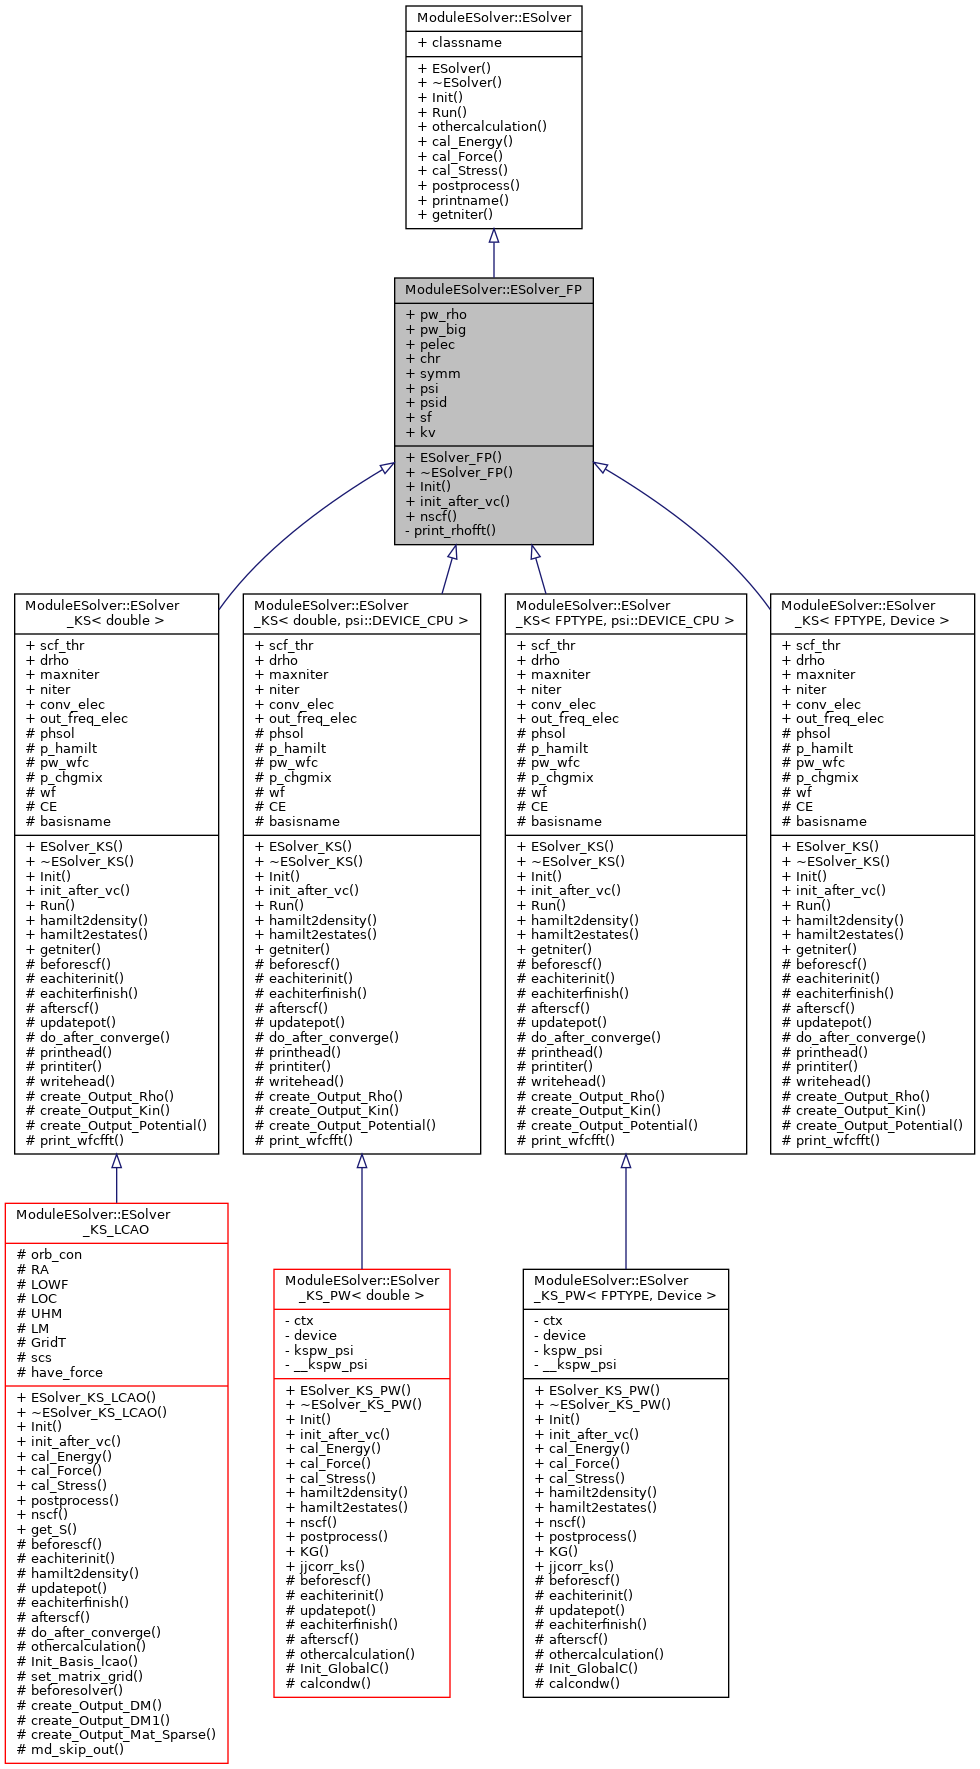 ModuleESolver::ESolver
+ classname
+ ESolver()
+ ~ESolver()
+ Init()
+ Run()
+ othercalculation()
+ cal_Energy()
+ cal_Force()
+ cal_Stress()
+ postprocess()
+ printname()
+ getniter()
ModuleESolver::ESolver_FP
+ pw_rho
+ pw_big
+ pelec
+ chr
+ symm
+ psi
+ psid
+ sf
+ kv
+ ESolver_FP()
+ ~ESolver_FP()
+ Init()
+ init_after_vc()
+ nscf()
- print_rhofft()
ModuleESolver::ESolver
_KS< double >
+ scf_thr
+ drho
+ maxniter
+ niter
+ conv_elec
+ out_freq_elec
# phsol
# p_hamilt
# pw_wfc
# p_chgmix
# wf
# CE
# basisname
+ ESolver_KS()
+ ~ESolver_KS()
+ Init()
+ init_after_vc()
+ Run()
+ hamilt2density()
+ hamilt2estates()
+ getniter()
# beforescf()
# eachiterinit()
# eachiterfinish()
# afterscf()
# updatepot()
# do_after_converge()
# printhead()
# printiter()
# writehead()
# create_Output_Rho()
# create_Output_Kin()
# create_Output_Potential()
# print_wfcfft()
ModuleESolver::ESolver
_KS< double, psi::DEVICE_CPU >
+ scf_thr
+ drho
+ maxniter
+ niter
+ conv_elec
+ out_freq_elec
# phsol
# p_hamilt
# pw_wfc
# p_chgmix
# wf
# CE
# basisname
+ ESolver_KS()
+ ~ESolver_KS()
+ Init()
+ init_after_vc()
+ Run()
+ hamilt2density()
+ hamilt2estates()
+ getniter()
# beforescf()
# eachiterinit()
# eachiterfinish()
# afterscf()
# updatepot()
# do_after_converge()
# printhead()
# printiter()
# writehead()
# create_Output_Rho()
# create_Output_Kin()
# create_Output_Potential()
# print_wfcfft()
ModuleESolver::ESolver
_KS< FPTYPE, psi::DEVICE_CPU >
+ scf_thr
+ drho
+ maxniter
+ niter
+ conv_elec
+ out_freq_elec
# phsol
# p_hamilt
# pw_wfc
# p_chgmix
# wf
# CE
# basisname
+ ESolver_KS()
+ ~ESolver_KS()
+ Init()
+ init_after_vc()
+ Run()
+ hamilt2density()
+ hamilt2estates()
+ getniter()
# beforescf()
# eachiterinit()
# eachiterfinish()
# afterscf()
# updatepot()
# do_after_converge()
# printhead()
# printiter()
# writehead()
# create_Output_Rho()
# create_Output_Kin()
# create_Output_Potential()
# print_wfcfft()
ModuleESolver::ESolver
_KS< FPTYPE, Device >
+ scf_thr
+ drho
+ maxniter
+ niter
+ conv_elec
+ out_freq_elec
# phsol
# p_hamilt
# pw_wfc
# p_chgmix
# wf
# CE
# basisname
+ ESolver_KS()
+ ~ESolver_KS()
+ Init()
+ init_after_vc()
+ Run()
+ hamilt2density()
+ hamilt2estates()
+ getniter()
# beforescf()
# eachiterinit()
# eachiterfinish()
# afterscf()
# updatepot()
# do_after_converge()
# printhead()
# printiter()
# writehead()
# create_Output_Rho()
# create_Output_Kin()
# create_Output_Potential()
# print_wfcfft()
ModuleESolver::ESolver
_KS_LCAO
# orb_con
# RA
# LOWF
# LOC
# UHM
# LM
# GridT
# scs
# have_force
+ ESolver_KS_LCAO()
+ ~ESolver_KS_LCAO()
+ Init()
+ init_after_vc()
+ cal_Energy()
+ cal_Force()
+ cal_Stress()
+ postprocess()
+ nscf()
+ get_S()
# beforescf()
# eachiterinit()
# hamilt2density()
# updatepot()
# eachiterfinish()
# afterscf()
# do_after_converge()
# othercalculation()
# Init_Basis_lcao()
# set_matrix_grid()
# beforesolver()
# create_Output_DM()
# create_Output_DM1()
# create_Output_Mat_Sparse()
# md_skip_out()
ModuleESolver::ESolver
_KS_PW< double >
- ctx
- device
- kspw_psi
- __kspw_psi
+ ESolver_KS_PW()
+ ~ESolver_KS_PW()
+ Init()
+ init_after_vc()
+ cal_Energy()
+ cal_Force()
+ cal_Stress()
+ hamilt2density()
+ hamilt2estates()
+ nscf()
+ postprocess()
+ KG()
+ jjcorr_ks()
# beforescf()
# eachiterinit()
# updatepot()
# eachiterfinish()
# afterscf()
# othercalculation()
# Init_GlobalC()
# calcondw()
ModuleESolver::ESolver
_KS_PW< FPTYPE, Device >
- ctx
- device
- kspw_psi
- __kspw_psi
+ ESolver_KS_PW()
+ ~ESolver_KS_PW()
+ Init()
+ init_after_vc()
+ cal_Energy()
+ cal_Force()
+ cal_Stress()
+ hamilt2density()
+ hamilt2estates()
+ nscf()
+ postprocess()
+ KG()
+ jjcorr_ks()
# beforescf()
# eachiterinit()
# updatepot()
# eachiterfinish()
# afterscf()
# othercalculation()
# Init_GlobalC()
# calcondw()